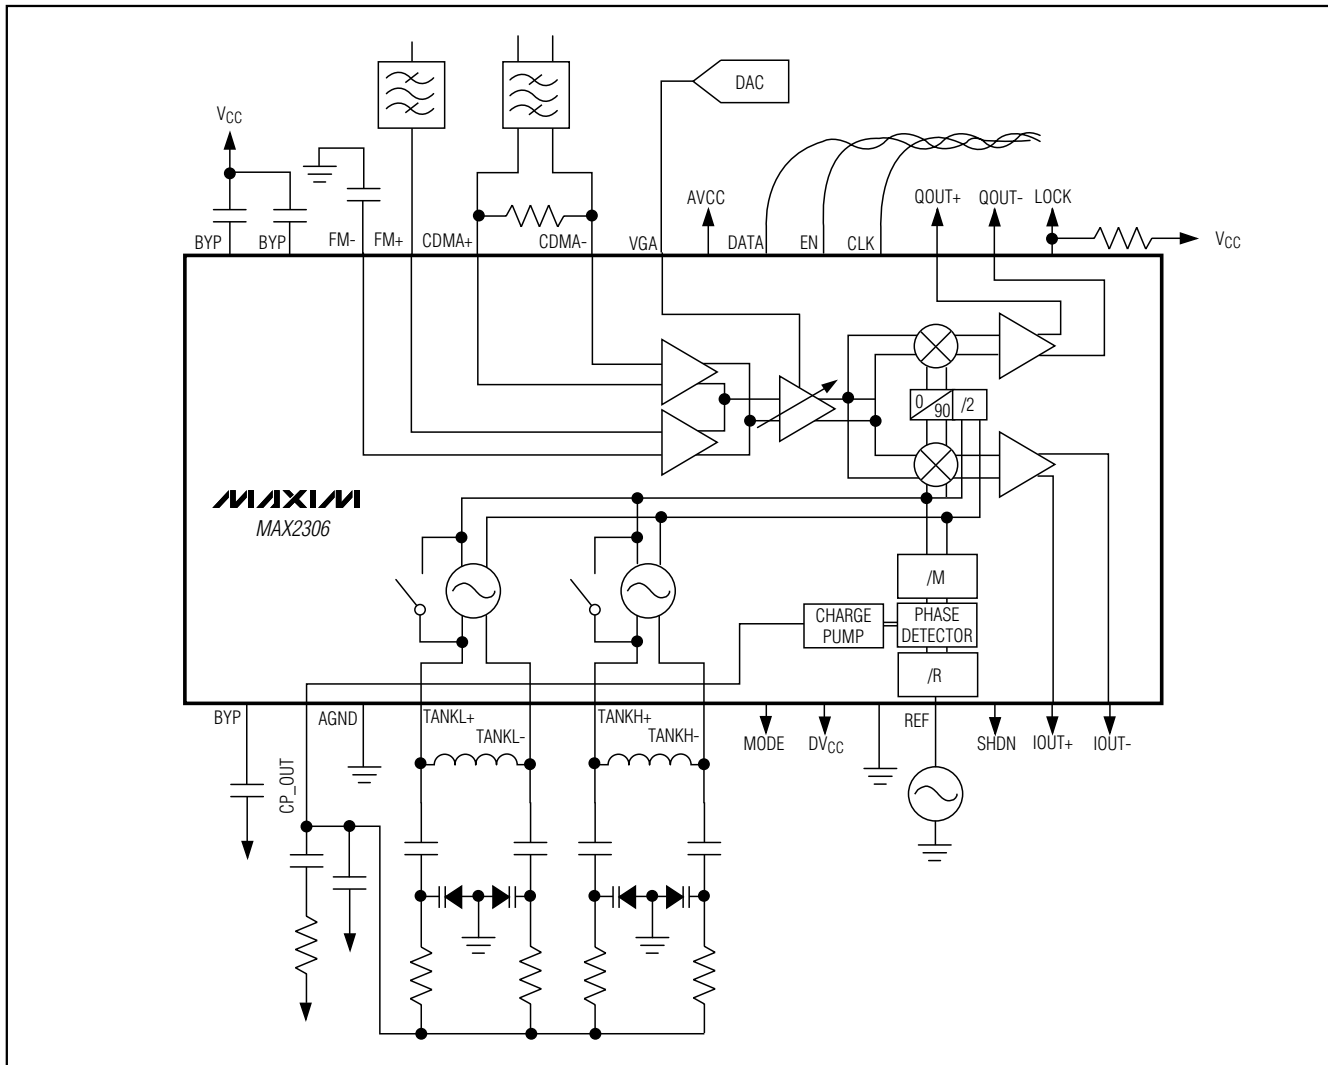 DAC
VCC
AVCC
QOUT+
QOUT-
LOCK
BYP
BYP
FM-
FM+
CDMA+
CDMA-
VGA
DATA
EN
CLK
VCC
0
90
/2
MAXIM
MAX2306
/M
CHARGE
PUMP
PHASE
DETECTOR
/R
BYP
AGND
TANKL+
TANKL-
TANKH+
TANKH-
MODE
DVCC
REF
SHDN
IOUT+
IOUT-
CP_OUT